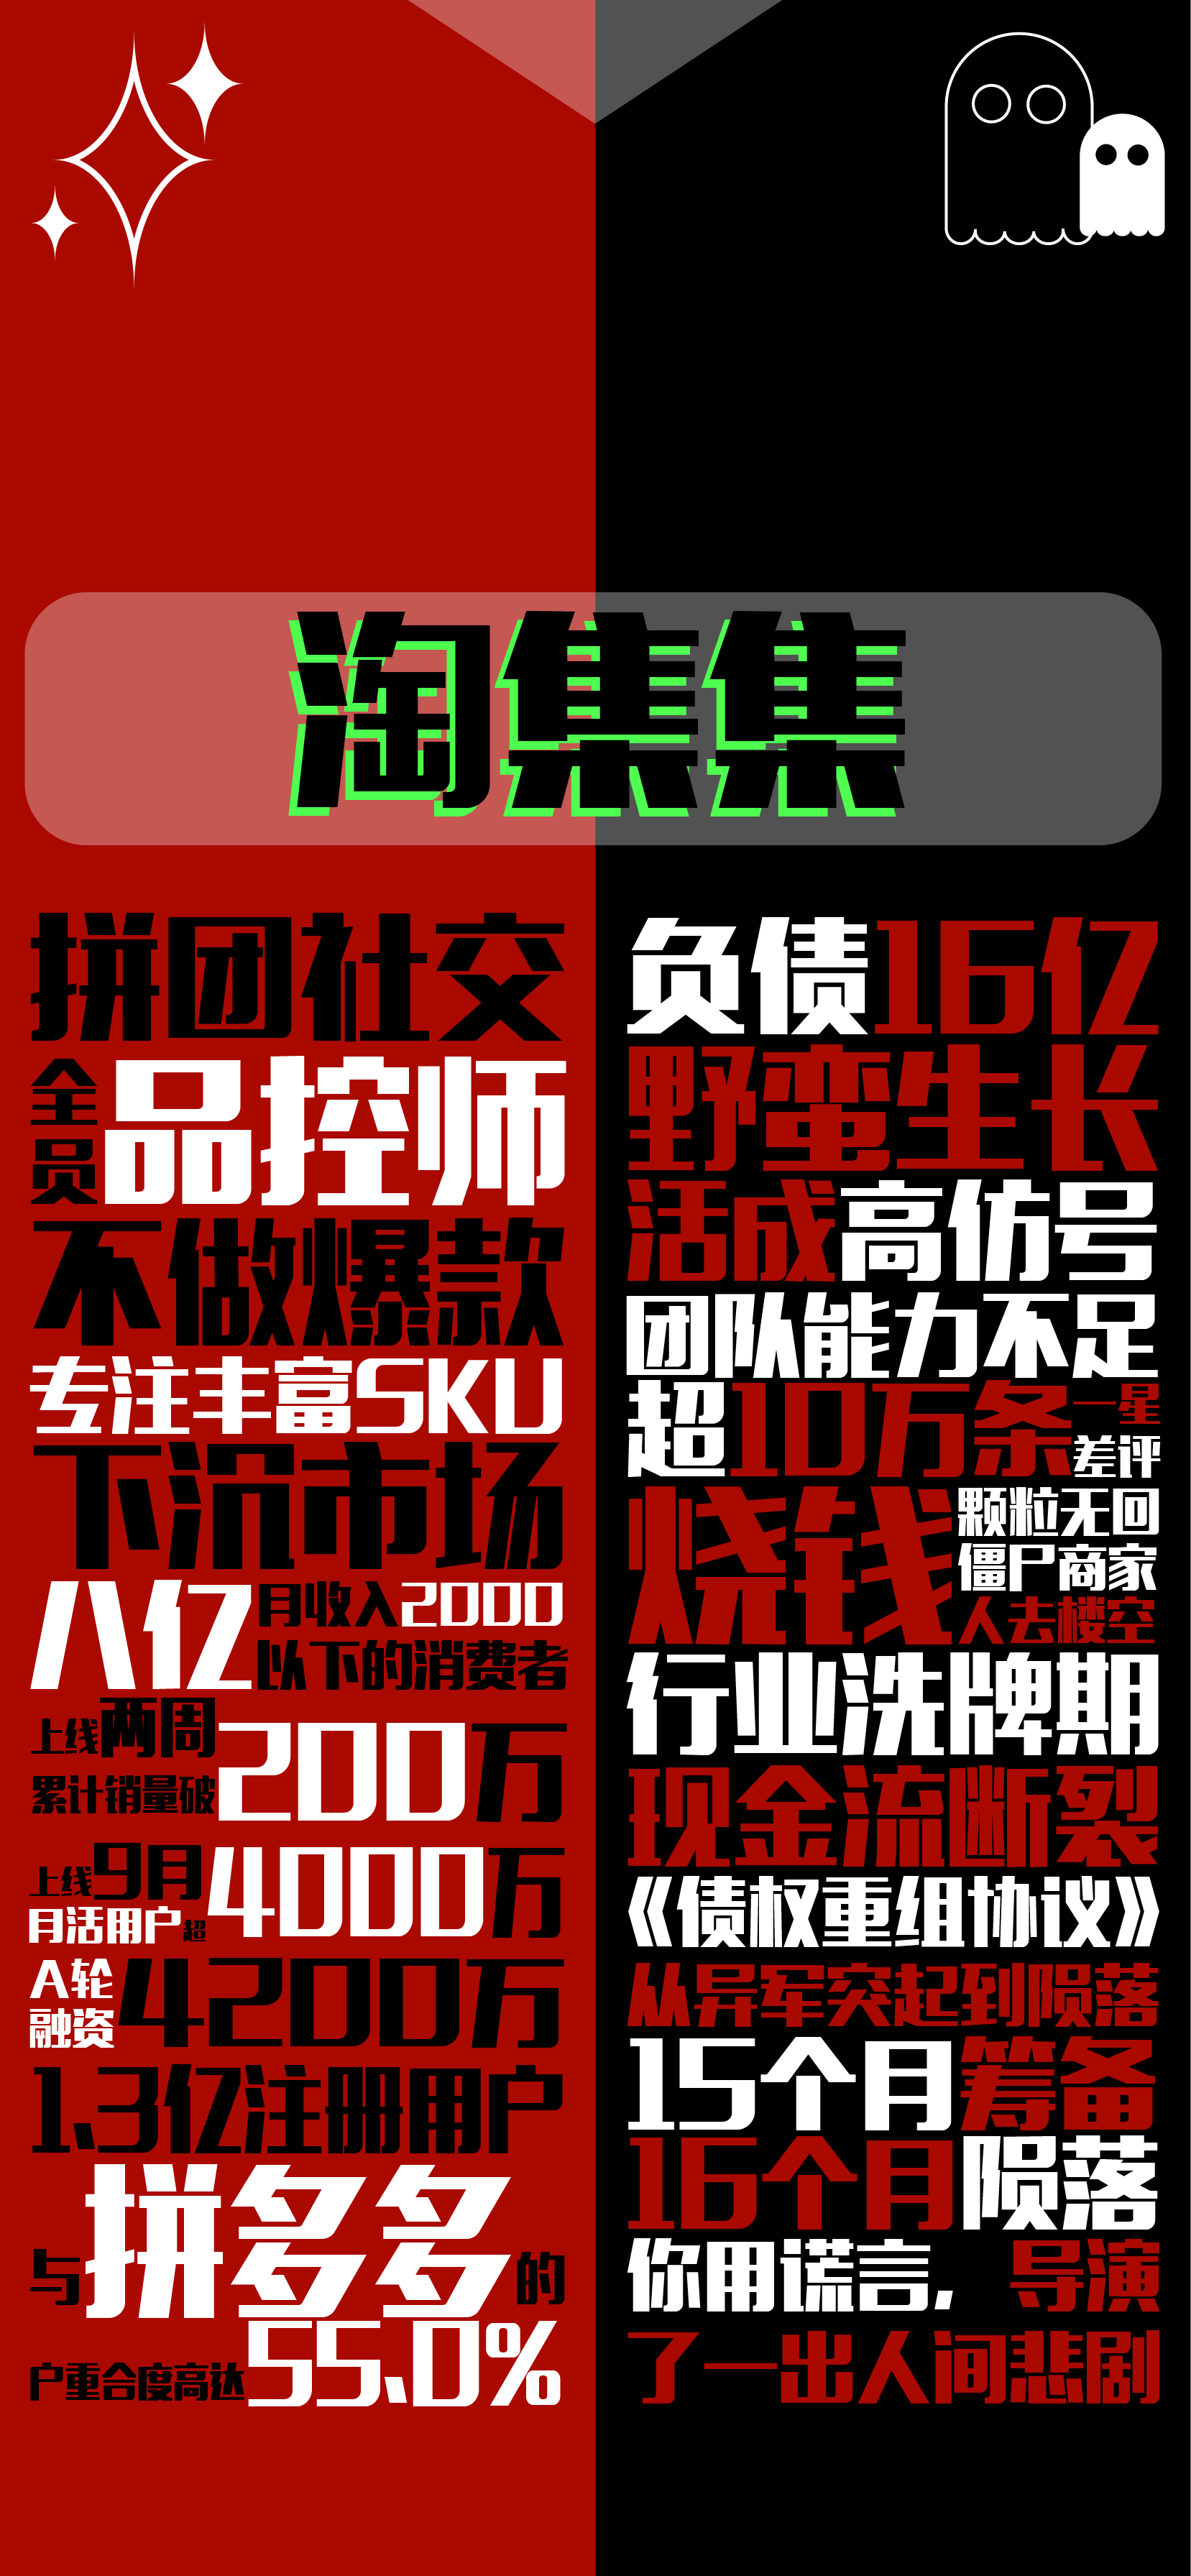 淘集集
拼团社交
全员品控师
不做爆款
专注丰富SKU
下沉市场
八亿月收入2000
以下的消费者
上线两周
累计销量破200万
上线9月
月活用户超4000万
A轮
融资4200万
1.3亿注册用户
与拼多多的
户重合度高达55.0%
负债16亿
野蛮生长
活成高仿号
团队能力不足
超10万条一星
差评
烧钱颗粒无回
僵尸商家
人去楼空
行业洗牌期
现金流断裂
《债权重组协议》
从异军突起到陨落
15个月筹备
16个月陨落
你用谎言，导演
了一出人间悲剧